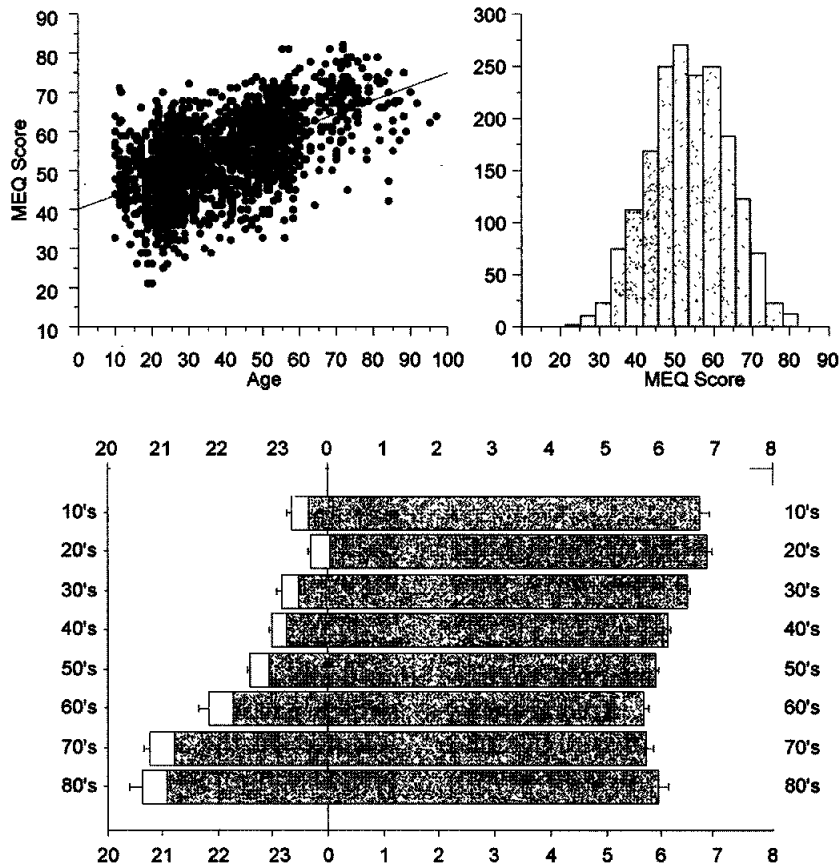 90
80
70
60
50
40
30
20
10
MEQ Score
0 10 20 30 40 50 60 70 80 90 100
Age
300
250
200
150
100
50
0
10 20 30 40 50 60 70 80 90
MEQ Score
20 21 22 23 0 1 2 3 4 5 6 7 8
10's 10's
20's 20's
30's 30's
40's 40's
50's 50's
60's 60's
70's 70's
80's 80's
20 21 22 23 0 1 2 3 4 5 6 7 8